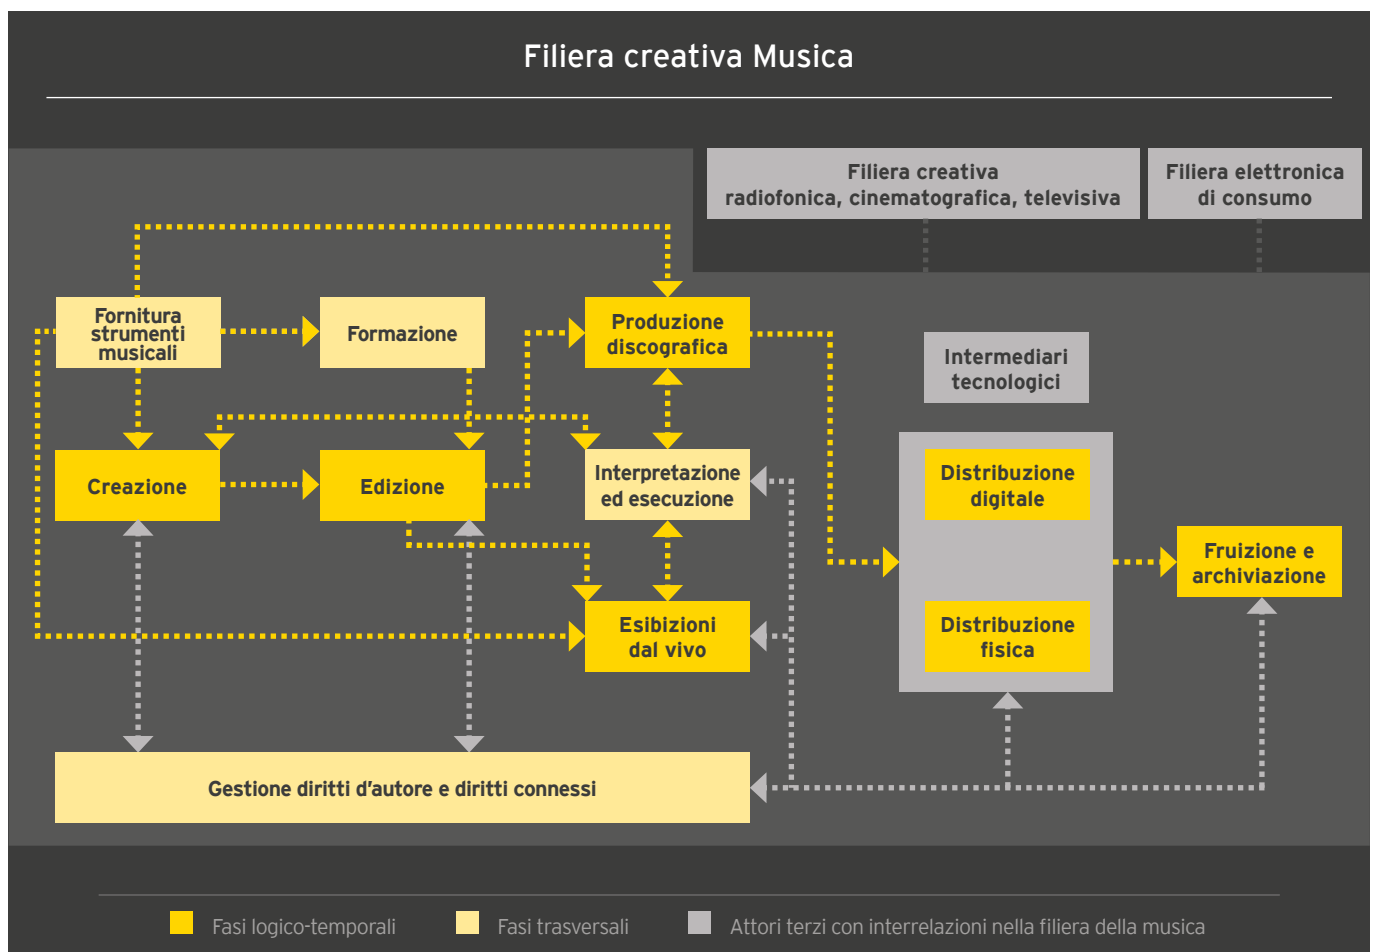 Filiera creativa Musica
Filiera creativa
radiofonica, cinematografica, televisiva
Filiera elettronica
di consumo
Fornitura
strumenti
musicali
Formazione
Produzione
discografica
Intermediari
tecnologici
Creazione
Edizione
Interpretazione
ed esecuzione
Distribuzione
digitale
Fruizione e
archiviazione
Esibizioni
dal vivo
Distribuzione
fisica
Gestione diritti d'autore e diritti connessi
Fasi logico-temporali
Fasi trasversali
Attori terzi con interrelazioni nella filiera della musica